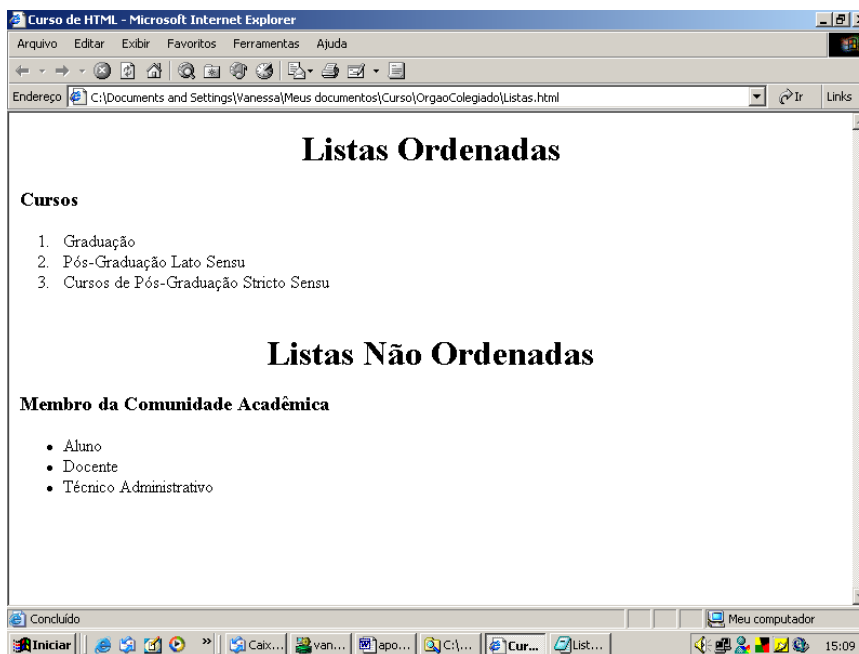 Curso de HTML - Microsoft Internet Explorer
Arquivo Editar Exibir Favoritos Ferramentas Ajuda
Endereço C:\Documents and Settings\Vanessa\Meus documentos\Curso\OrgaoColegiado\Listas.html Ir Links
Listas Ordenadas
Cursos
1. Graduação
2. Pós-Graduação Lato Sensu
3. Cursos de Pós-Graduação Stricto Sensu
Listas Não Ordenadas
Membro da Comunidade Acadêmica
• Aluno
• Docente
• Técnico Administrativo
Concluído Meu computador
Iniciar » Caix... van... apo... C:\... Cur... List... 15:09